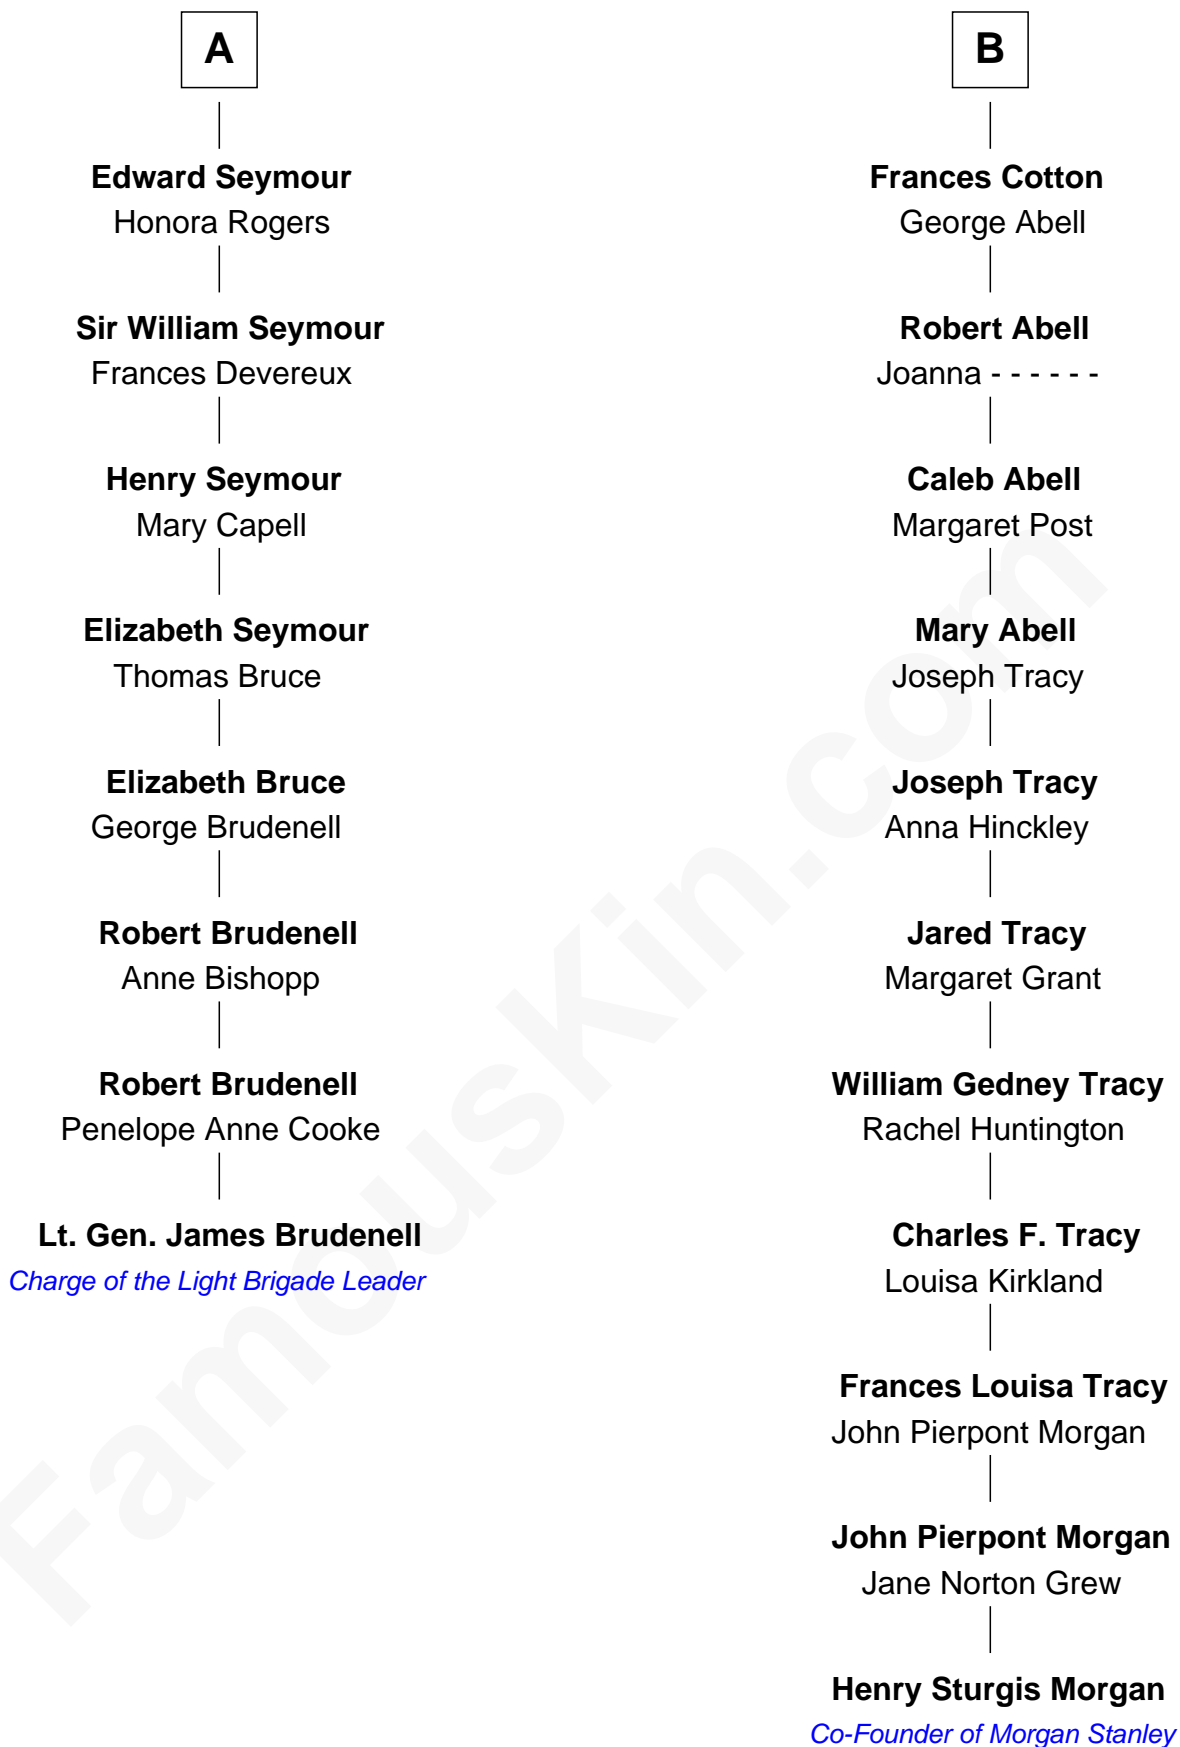 A
Edward Seymour
Honora Rogers
Sir William Seymour
Frances Devereux
Henry Seymour
Mary Capell
Elizabeth Seymour
Thomas Bruce
Elizabeth Bruce
George Brudenell
Robert Brudenell
Anne Bishopp
Robert Brudenell
Penelope Anne Cooke
Lt. Gen. James Brudenell
Charge of the Light Brigade Leader
B
Frances Cotton
George Abell
Robert Abell
Joanna - - - - - -
Caleb Abell
Margaret Post
Mary Abell
Joseph Tracy
Joseph Tracy
Anna Hinckley
Jared Tracy
Margaret Grant
William Gedney Tracy
Rachel Huntington
Charles F. Tracy
Louisa Kirkland
Frances Louisa Tracy
John Pierpont Morgan
John Pierpont Morgan
Jane Norton Grew
Henry Sturgis Morgan
Co-Founder of Morgan Stanley
FamousKin.com